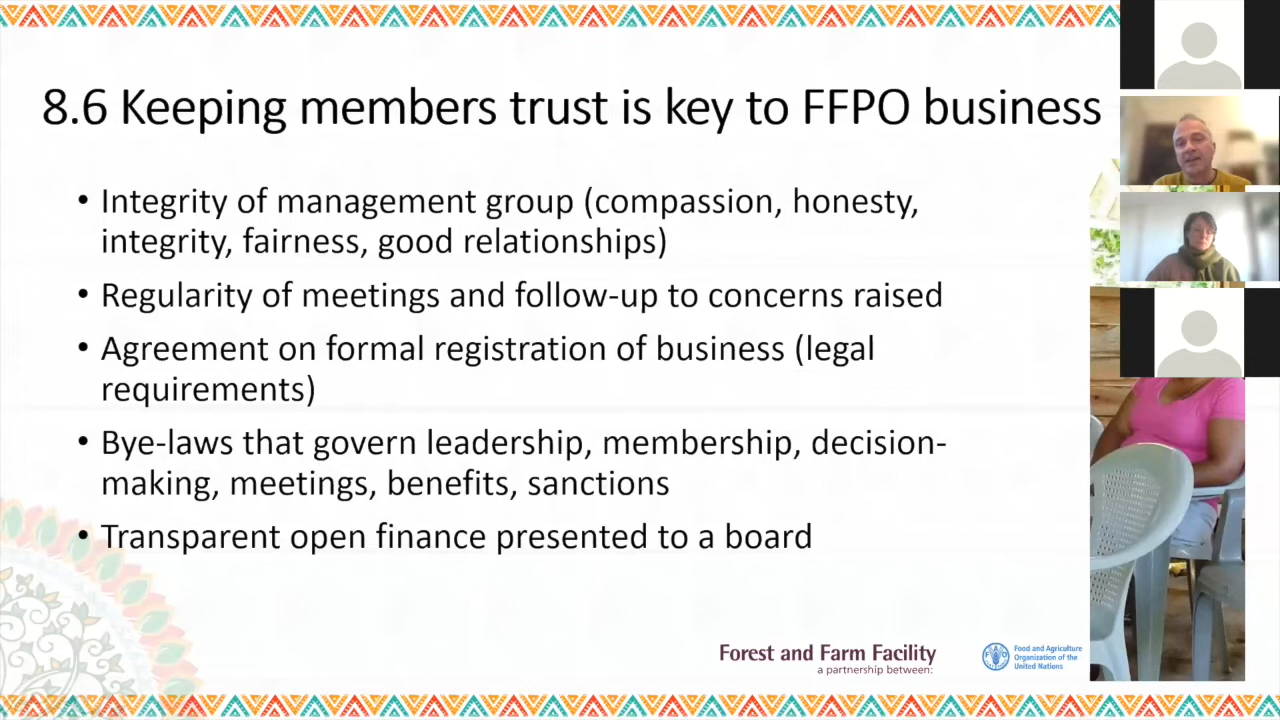 8.6 Keeping members trust is key to FFPO business
• Integrity of management group (compassion, honesty,
integrity, fairness, good relationships)
• Regularity of meetings and follow-up to concerns raised
• Agreement on formal registration of business (legal
requirements)
• Bye-laws that govern leadership, membership, decision-
making, meetings, benefits, sanctions
• Transparent open finance presented to a board
Forest and Farm Facility
a partnership between:
Food and Agriculture
Organization of the
United Nations